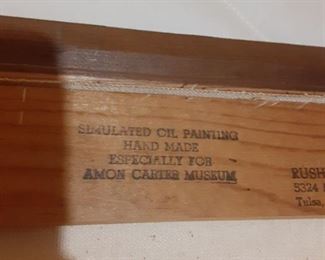 SIMULATED OIL PAINTING
HAND MADE
ESPECIALLY FOR
AMON CARTER MUSEUM
RUSH
5324
Tulsa,